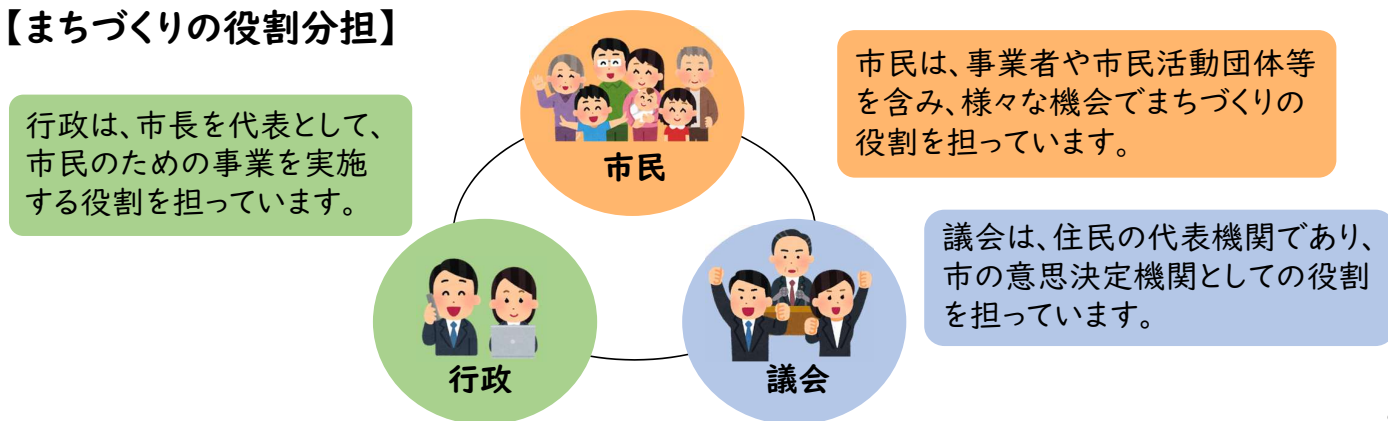 【まちづくりの役割分担】
行政は、市長を代表として、
市民のための事業を実施
する役割を担っています。
市民
市民は、事業者や市民活動団体等
を含み、様々な機会でまちづくりの
役割を担っています。
議会は、住民の代表機関であり、
市の意思決定機関としての役割
を担っています。
行政
議会